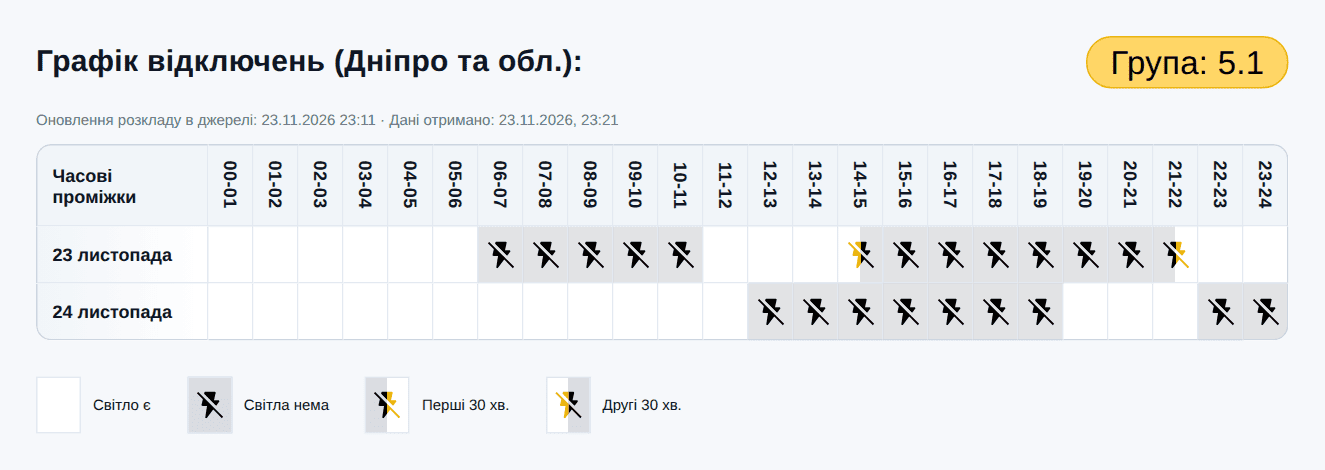 Графік відключень (Дніпро та обл.):
Група: 5.1
Оновлення розкладу в джерелі: 23.11.2026 23:11 · Дані отримано: 23.11.2026, 23:21
Часові проміжки 00-01 01-02 02-03 03-04 04-05 05-06 06-07 07-08 08-09 09-10 10-11 11-12 12-13 13-14 14-15 15-16 16-17 17-18 18-19 19-20 20-21 21-22 22-23 23-24
23 листопада
24 листопада
Світло є Світла нема Перші 30 хв. Другі 30 хв.